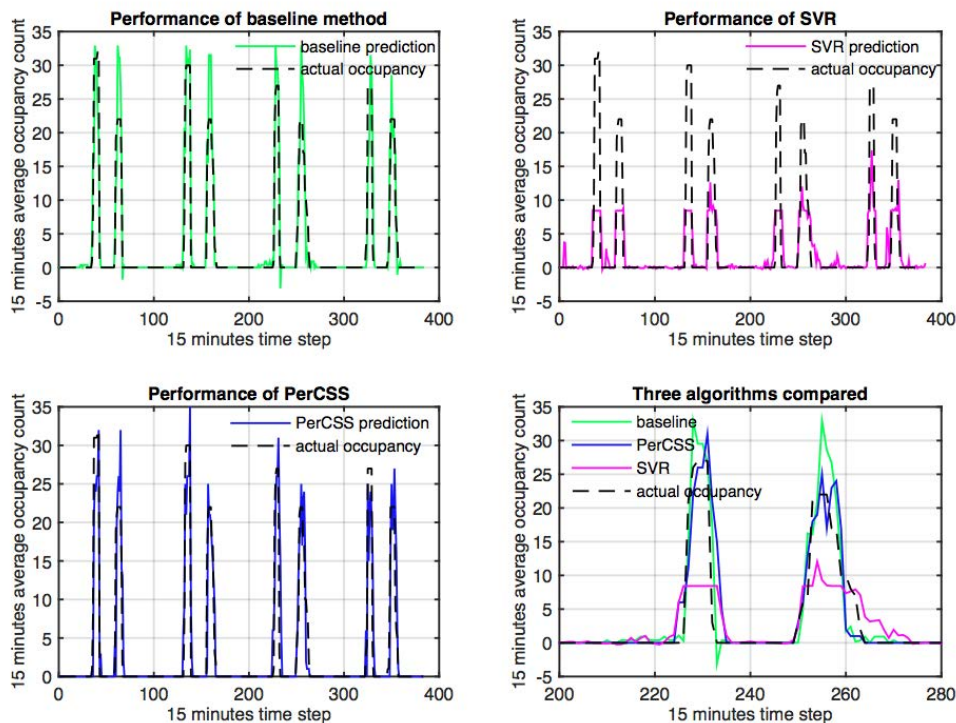 Performance of baseline method
35
30
25
20
15
10
5
0
-5
15 minutes average occupancy count
baseline prediction
actual occupancy
0 100 200 300 400
15 minutes time step
Performance of SVR
35
30
25
20
15
10
5
0
-5
15 minutes average occupancy count
SVR prediction
actual occupancy
0 100 200 300 400
15 minutes time step
Performance of PerCSS
35
30
25
20
15
10
5
0
15 minutes average occupancy count
PerCSS prediction
actual occupancy
0 100 200 300 400
15 minutes time step
Three algorithms compared
35
30
25
20
15
10
5
0
-5
15 minutes average occupancy count
baseline
PerCSS
SVR
actual occupancy
200 220 240 260 280
15 minutes time step